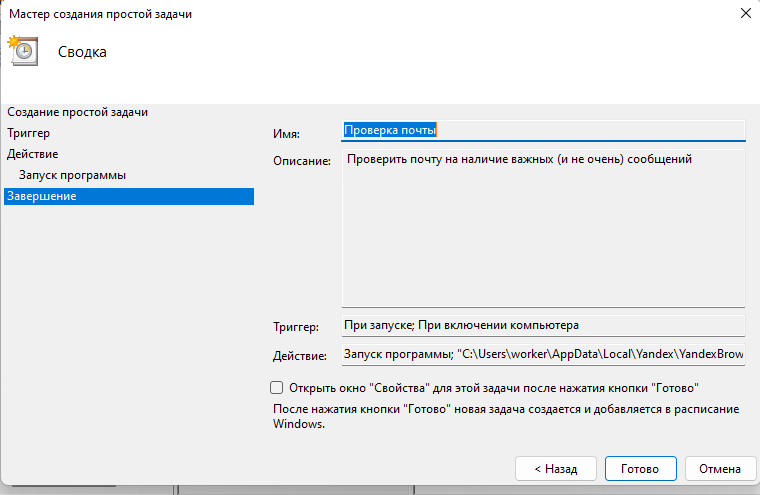 Мастер создания простой задачи
Сводка
Создание простой задачи
Триггер
Действие
Запуск программы
Завершение
Имя:
Проверка почты
Описание:
Проверить почту на наличие важных (и не очень) сообщений
Триггер:
При запуске; При включении компьютера
Действие:
Запуск программы; "C:\Users\worker\AppData\Local\Yandex\YandexBrow
Открыть окно "Свойства" для этой задачи после нажатия кнопки "Готово"
После нажатия кнопки "Готово" новая задача создается и добавляется в расписание
Windows.
< Назад
Готово
Отмена